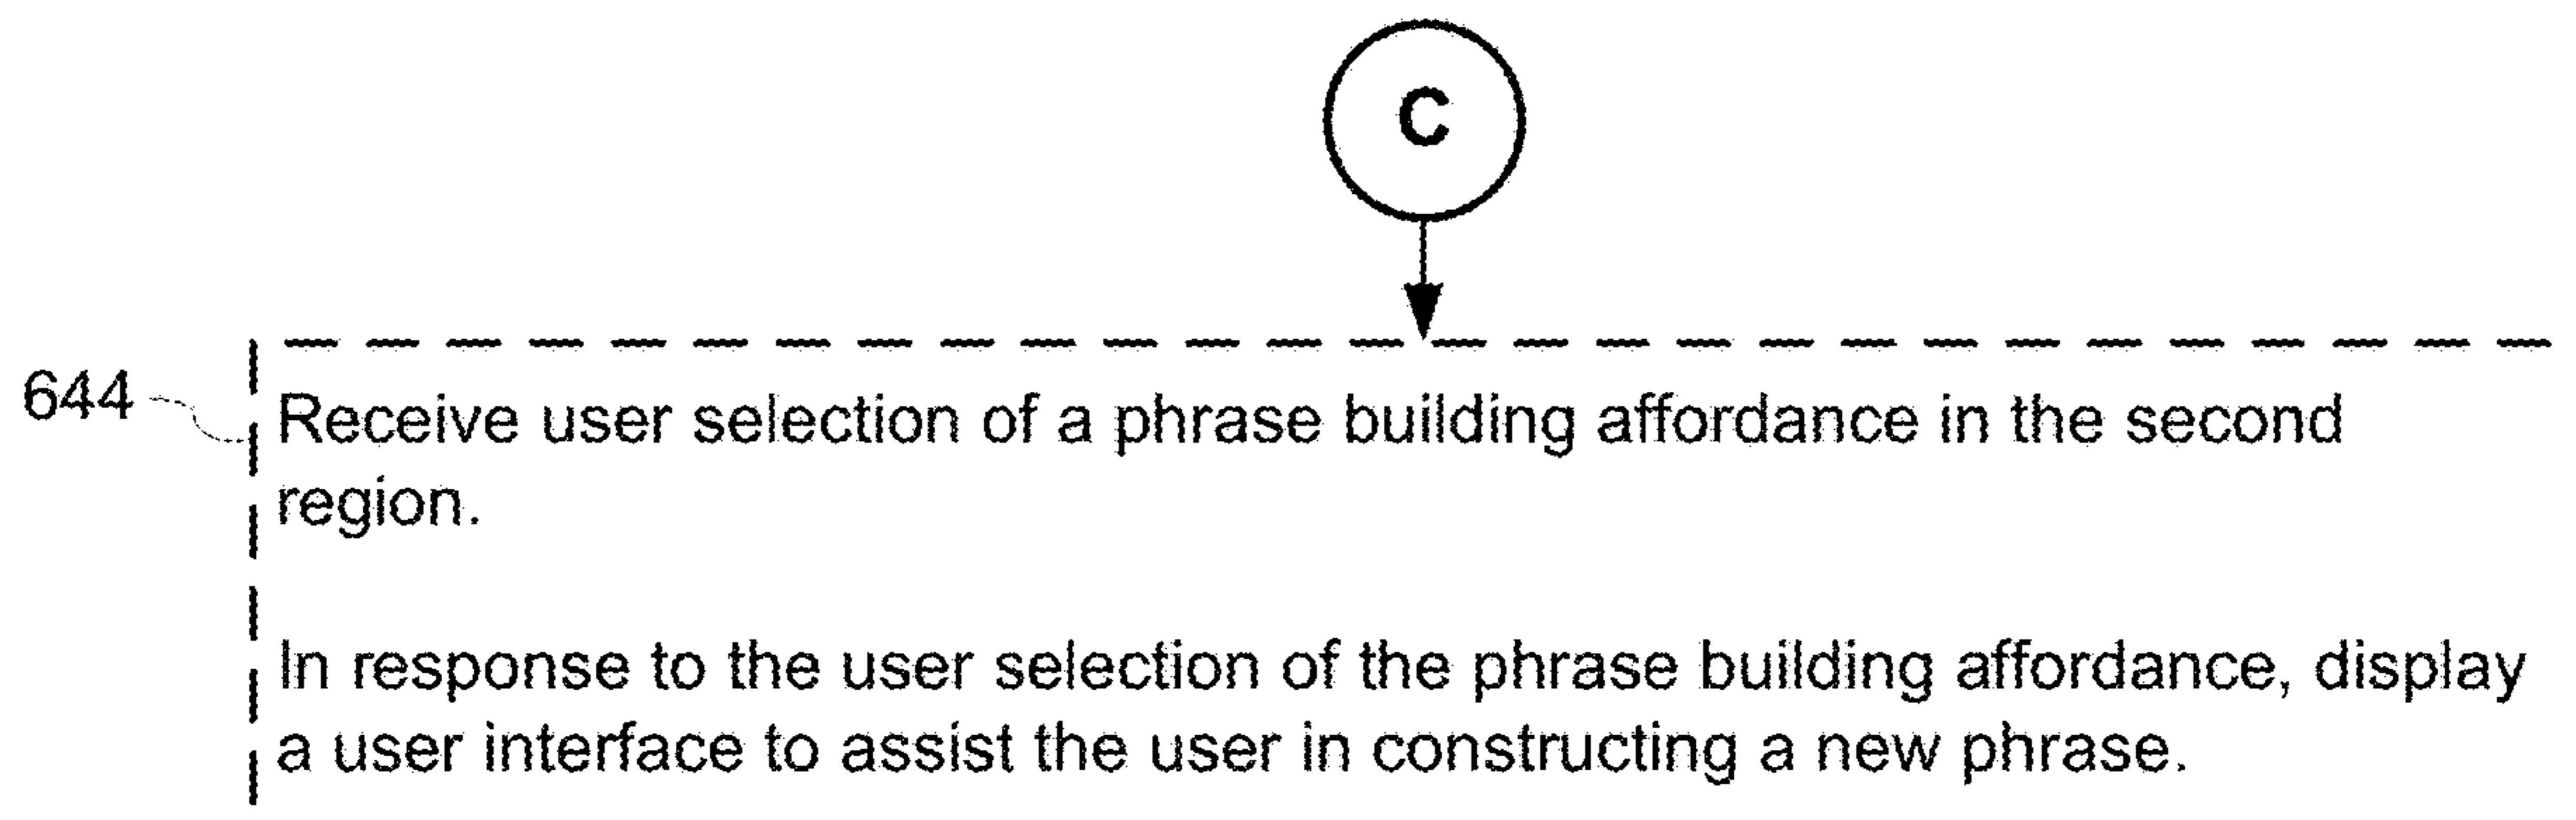 C
644
Receive user selection of a phrase building affordance in the second
region.
In response to the user selection of the phrase building affordance, display
a user interface to assist the user in constructing a new phrase.